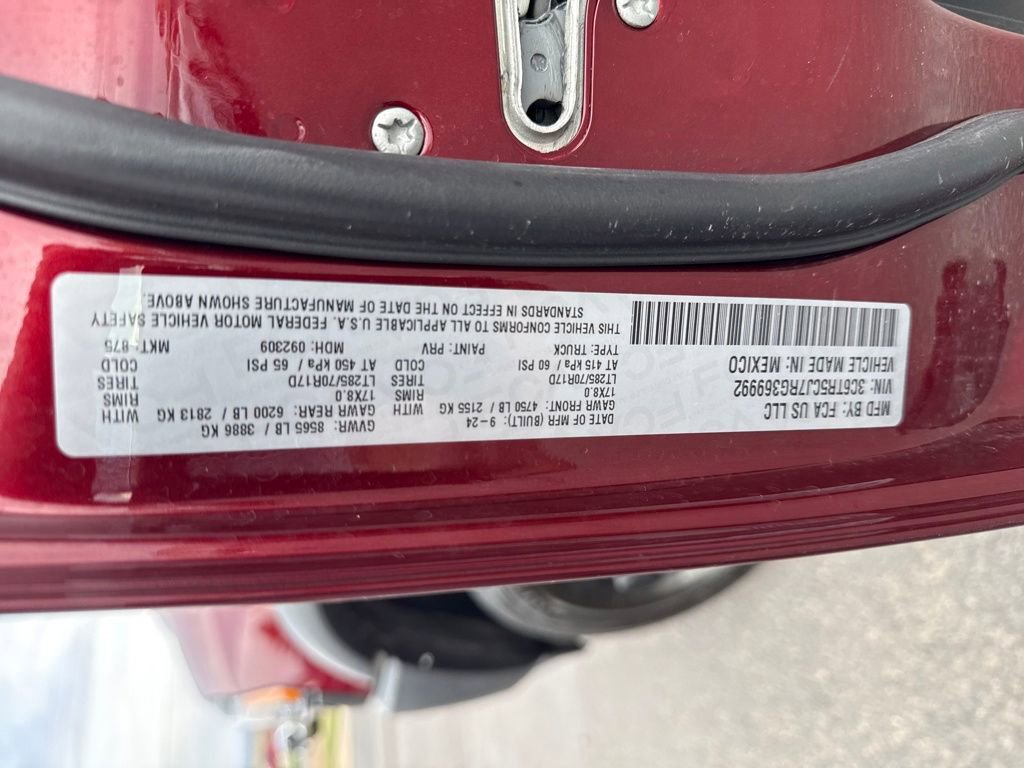 MFD BY: FCA US LLC
VIN: 3C6TR5CJ7RG369992
VEHICLE MADE IN: MEXICO
DATE OF MFR (BUILT): 9-24 GVWR: 8565 LB / 3886 KG
GAWR FRONT: 4750 LB / 2155 KG WITH GAWR REAR: 6200 LB / 2813 KG WITH
17X8.0 RIMS 17X8.0 RIMS
LT285/70R17D TIRES LT285/70R17D TIRES
AT 415 kPa / 60 PSI COLD AT 450 kPa / 65 PSI COLD
TYPE: TRUCK PAINT: PRV MDH: 092309 MKT-875
THIS VEHICLE CONFORMS TO ALL APPLICABLE U.S.A. FEDERAL MOTOR VEHICLE SAFETY
STANDARDS IN EFFECT ON THE DATE OF MANUFACTURE SHOWN ABOVE.